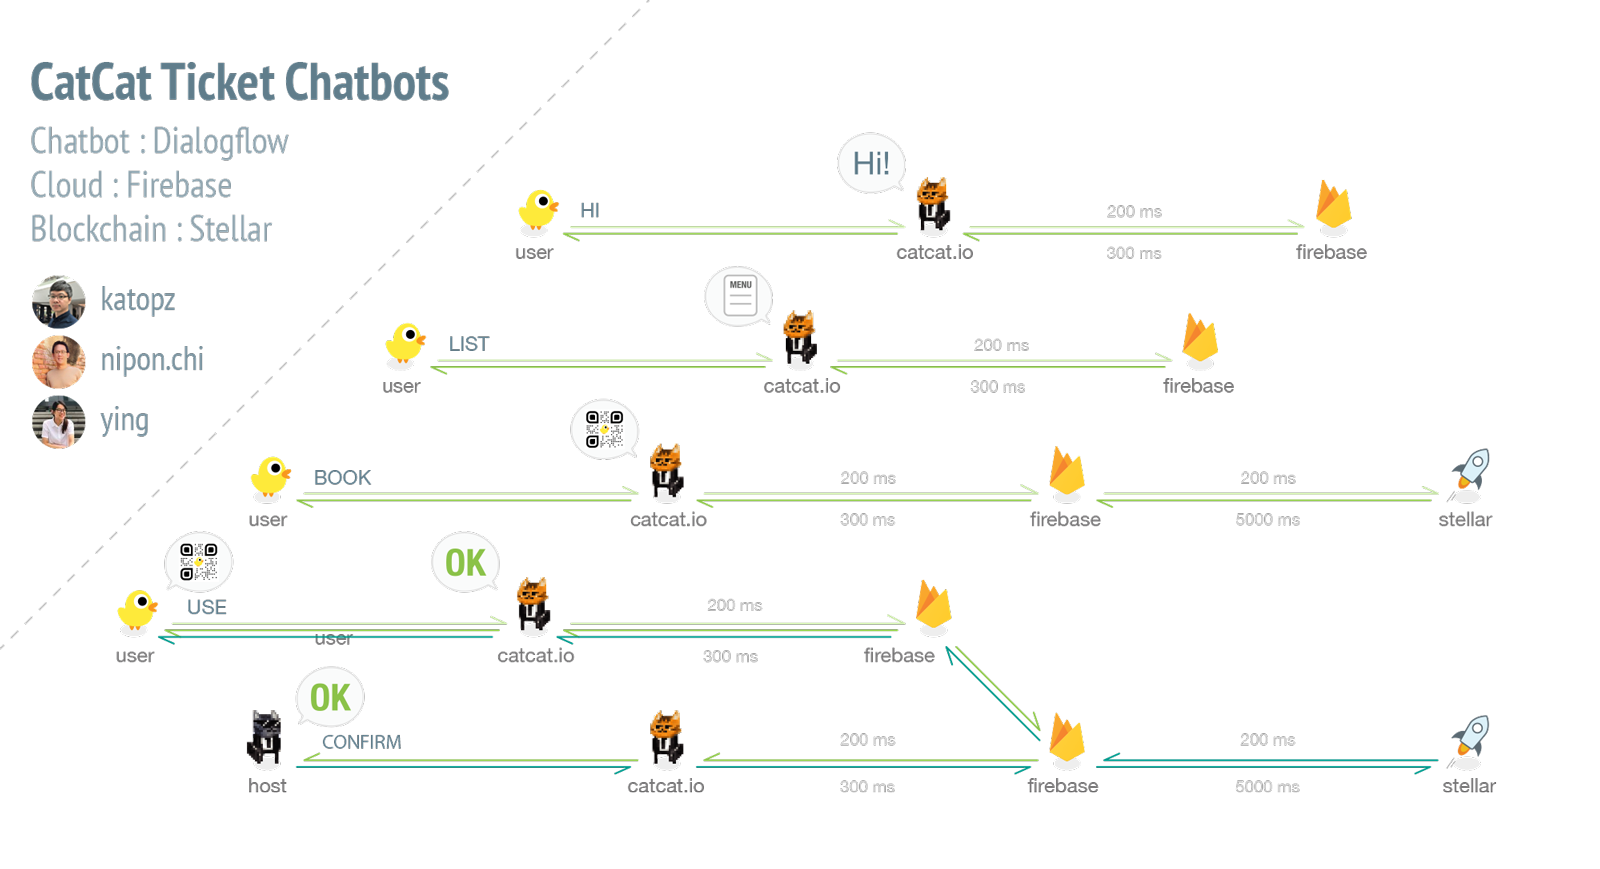 CatCat Ticket Chatbots
Chatbot : Dialogflow
Cloud : Firebase
Blockchain : Stellar
katopz
nipon.chi
ying
Hi!
HI
200 ms
300 ms
user
catcat.io
firebase
MENU
LIST
200 ms
300 ms
user
catcat.io
firebase
BOOK
200 ms
300 ms
200 ms
5000 ms
user
catcat.io
firebase
stellar
OK
USE
200 ms
300 ms
user
user
catcat.io
firebase
OK
CONFIRM
200 ms
300 ms
200 ms
5000 ms
host
catcat.io
firebase
stellar